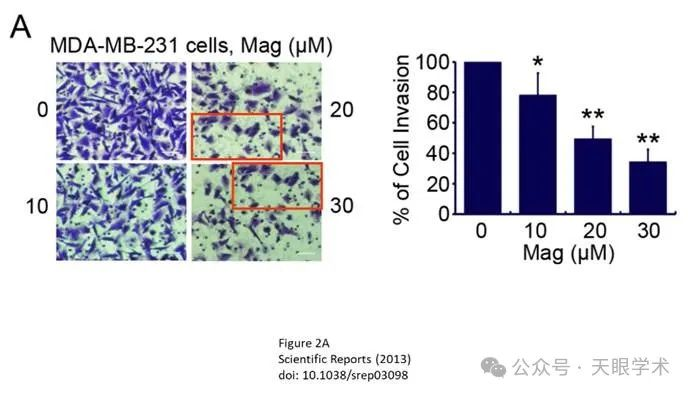 A
MDA-MB-231 cells, Mag (μM)
0
20
10
30
% of Cell Invasion
100
80
60
40
20
0
*
**
**
0 10 20 30
Mag (μM)
Figure 2A
Scientific Reports (2013)
doi: 10.1038/srep03098
公众号 · 天眼学术